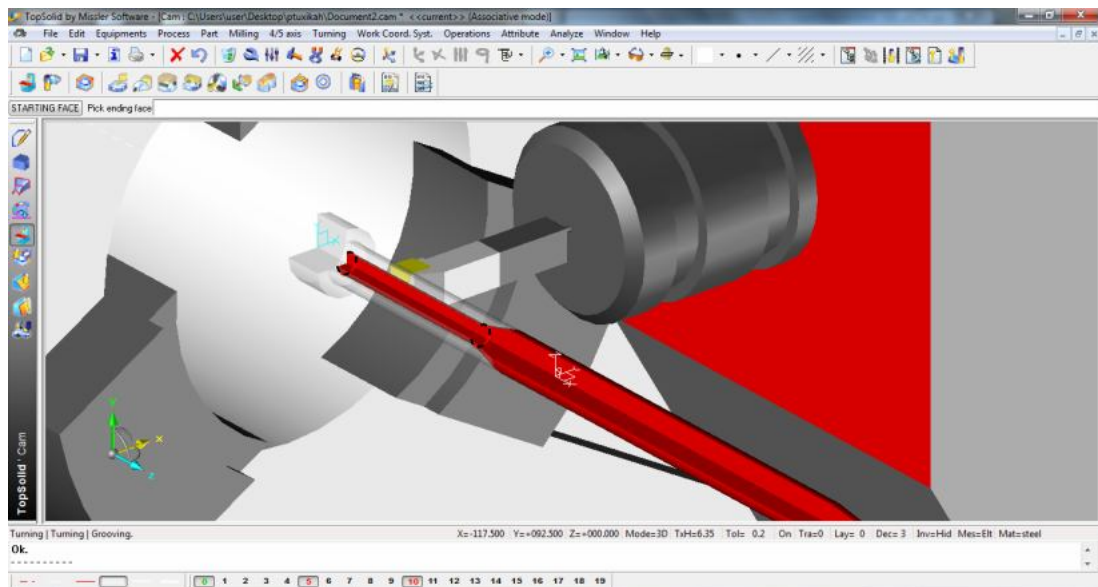 TopSolid by Missler Software - [Cam : C:\Users\user\Desktop\ptuxikah\Document2.cam * <<current>> (Associative mode)]
File Edit Equipments Process Part Milling 4/5 axis Turning Work Coord. Syst. Operations Attribute Analyze Window Help
STARTING FACE Pick ending face
TopSolid'Cam
Y
X
Z
Turning | Turning | Grooving. X=-117.500 Y=+092.500 Z=+000.000 Mode=3D TxH=6.35 Tol= 0.2 On Tra=0 Lay= 0 Dec= 3 Inv=Hid Mes=Elt Mat=steel
Ok.
0 1 2 3 4 5 6 7 8 9 10 11 12 13 14 15 16 17 18 19